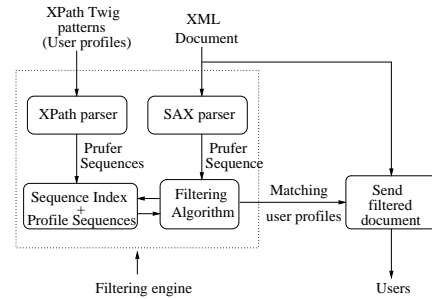 XPath Twig
patterns
(User profiles)
XML
Document
XPath parser
SAX parser
Prufer
Sequences
Prufer
Sequence
Sequence Index
+
Profile Sequences
Filtering
Algorithm
Matching
user profiles
Send
filtered
document
Filtering engine
Users